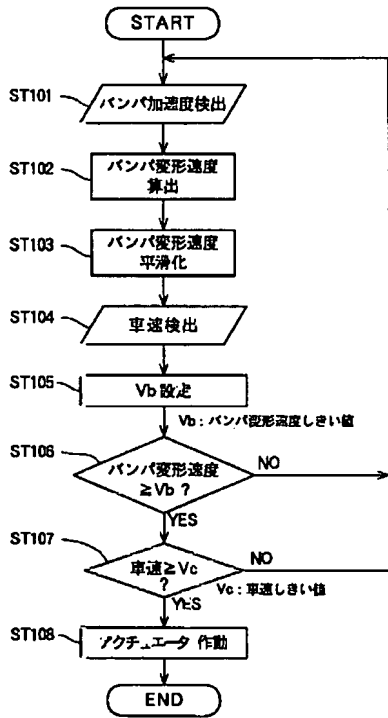 START
ST101
バンパ加速度検出
ST102
バンパ変形速度
算出
ST103
バンパ変形速度
平滑化
ST104
車速検出
ST105
Vb 設定
Vb：バンパ変形速度しきい値
ST106
バンパ変形速度
≧Vb ?
NO
YES
ST107
車速≧Vc
?
NO
Vc：車速しきい値
YES
ST108
アクチュエータ 作動
END